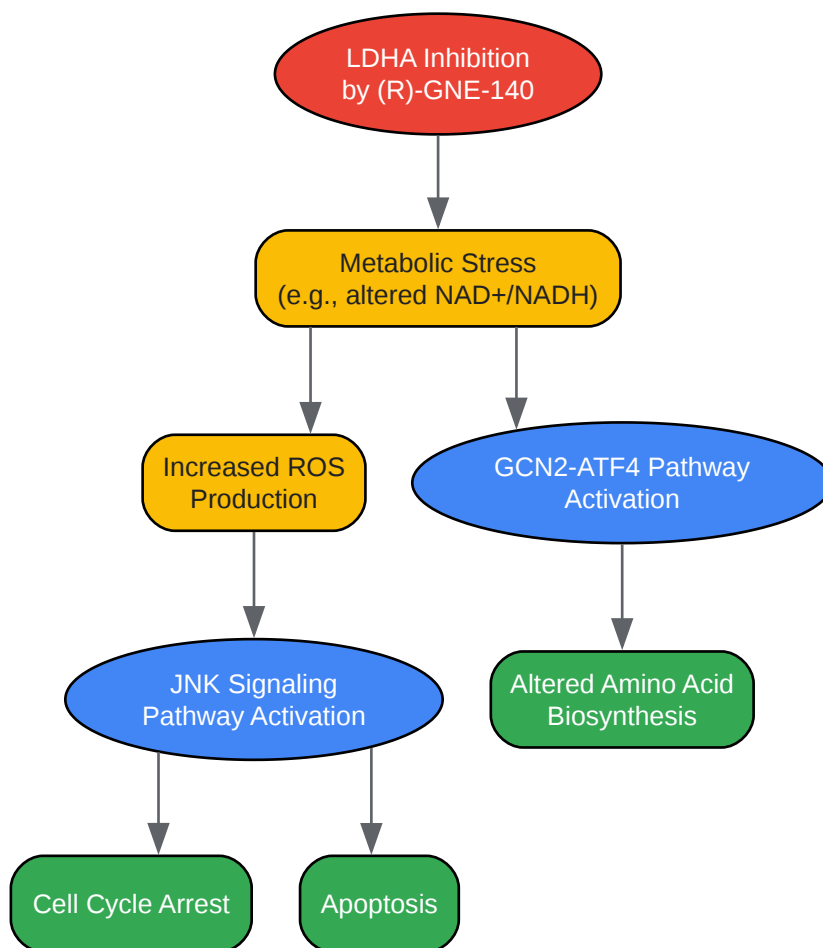 LDHA Inhibition
by (R)-GNE-140
Metabolic Stress
(e.g., altered NAD+/NADH)
Increased ROS
Production
GCN2-ATF4 Pathway
Activation
JNK Signaling
Pathway Activation
Altered Amino Acid
Biosynthesis
Cell Cycle Arrest
Apoptosis